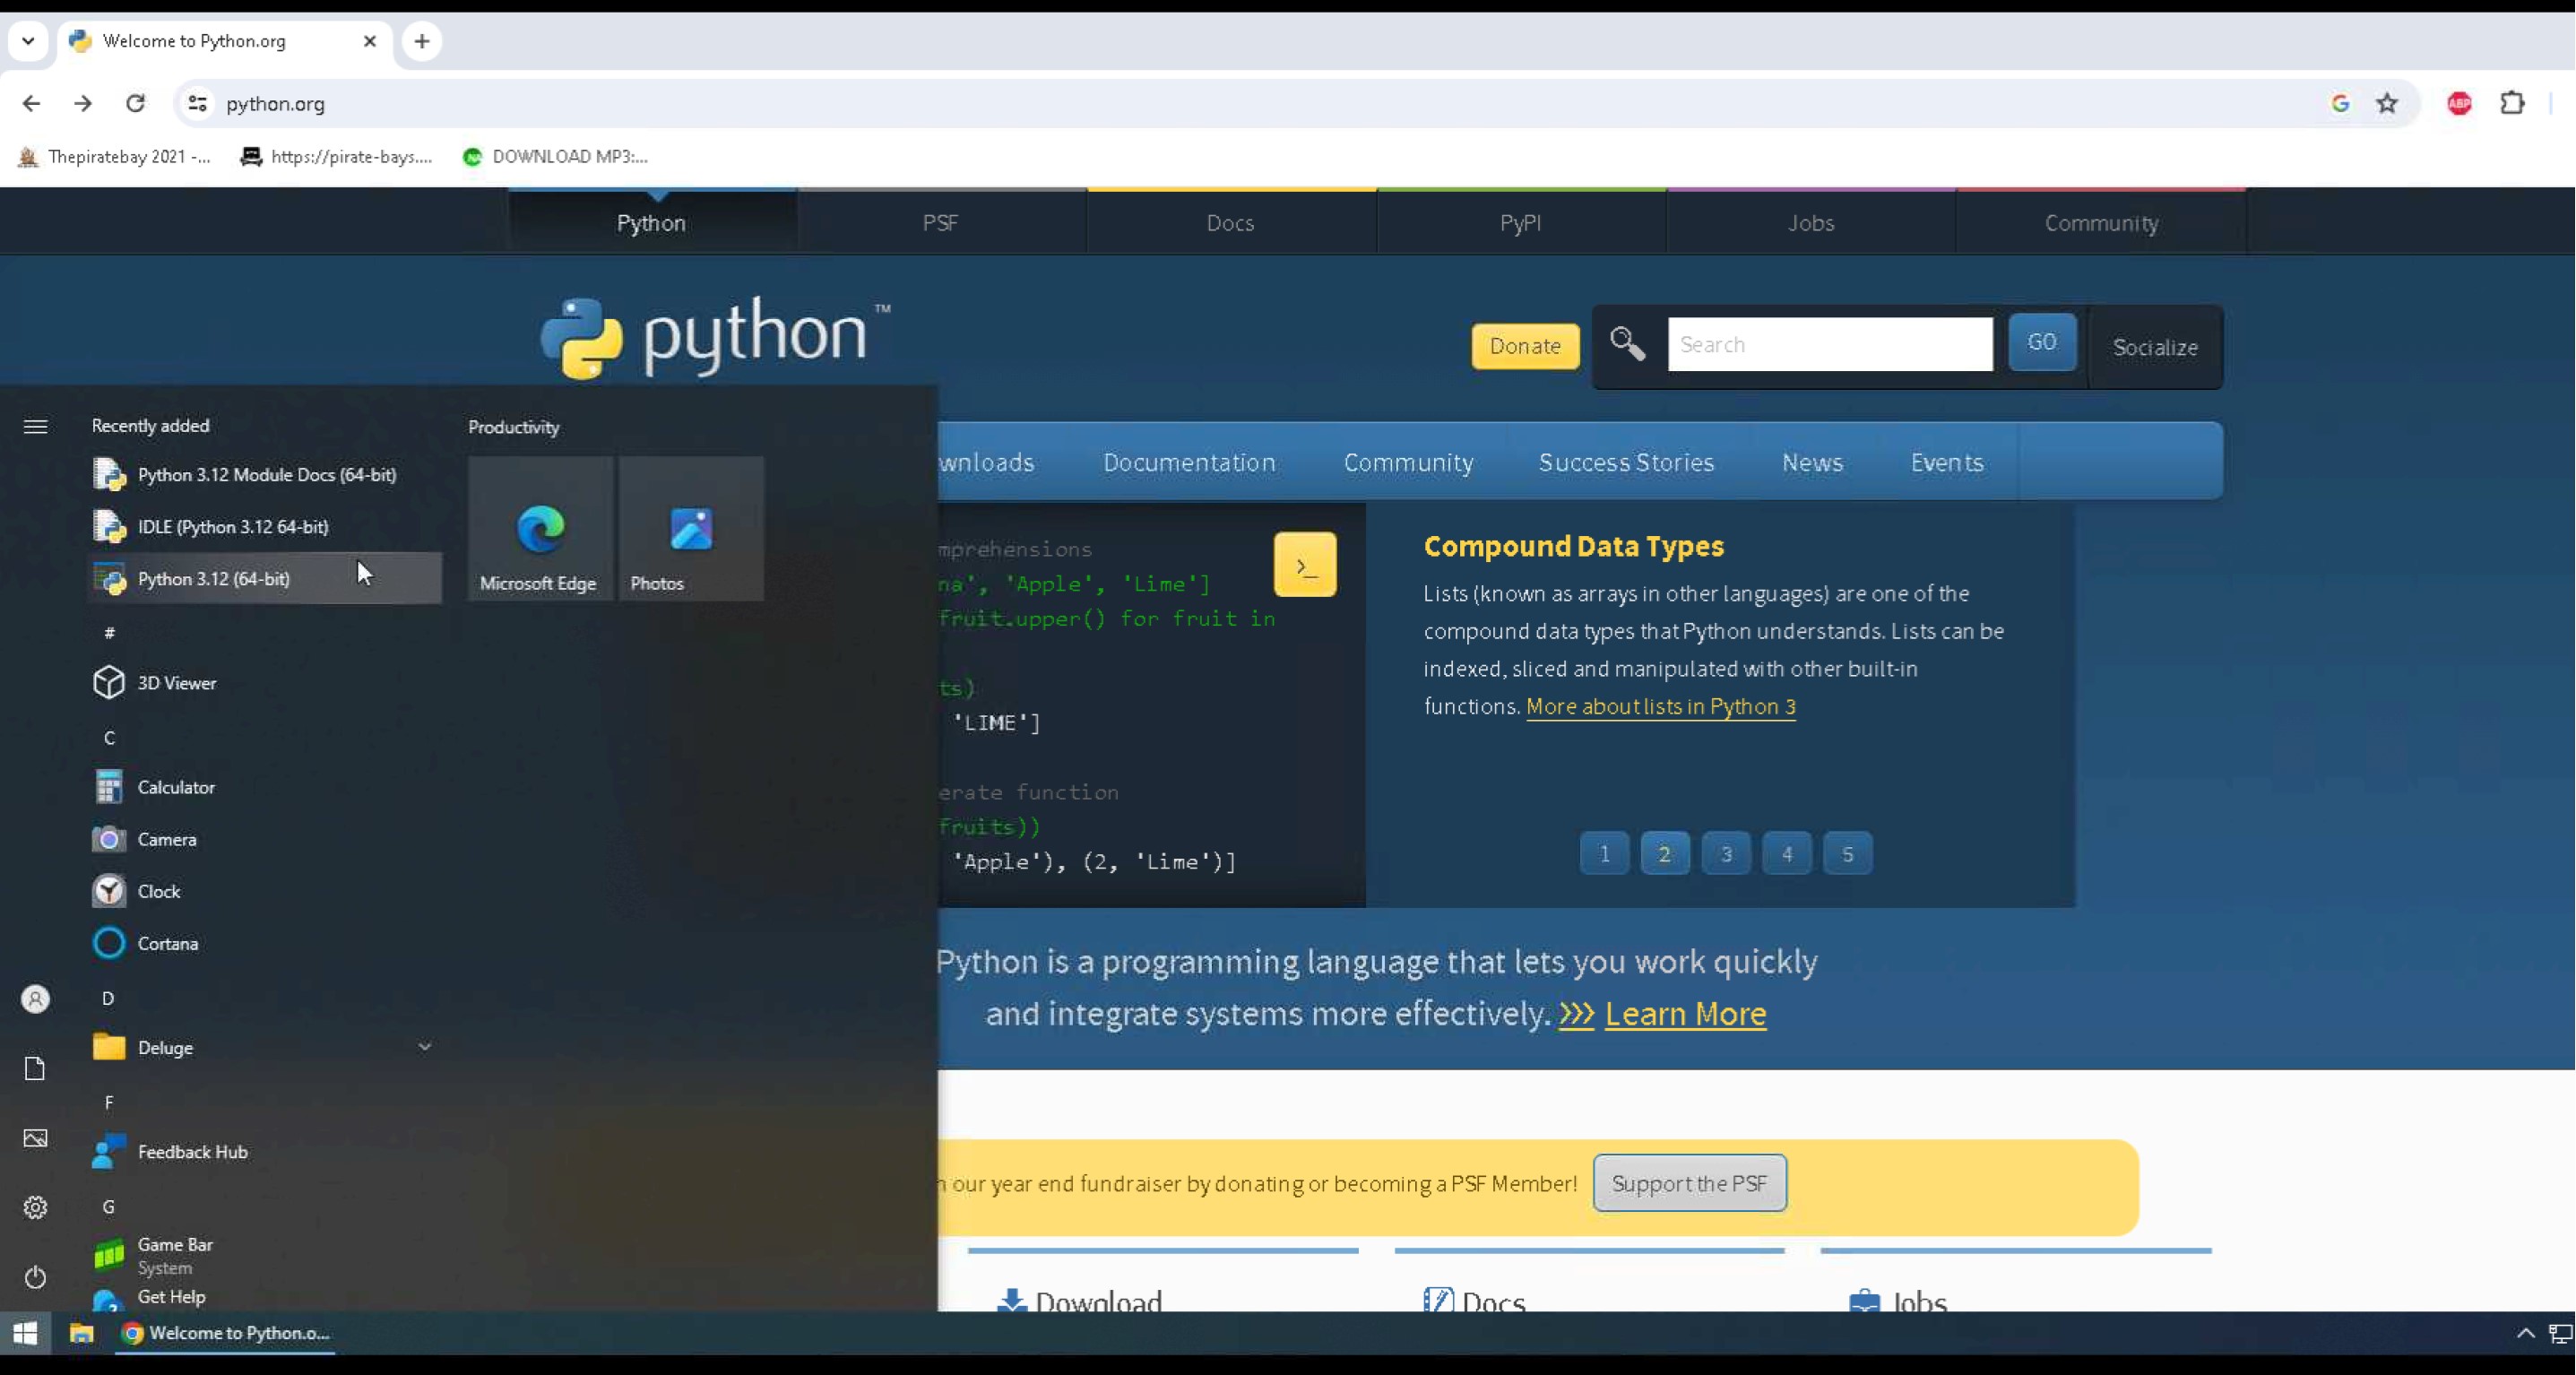 Welcome to Python.org
python.org
Thepiratebay 2021 -...
https://pirate-bays....
DOWNLOAD MP3:...
Python
PSF
Docs
PyPI
Jobs
Community
python™
Donate
Search
GO
Socialize
wnloads
Documentation
Community
Success Stories
News
Events
Recently added
Python 3.12 Module Docs (64-bit)
IDLE (Python 3.12 64-bit)
Python 3.12 (64-bit)
#
3D Viewer
C
Calculator
Camera
Clock
Cortana
D
Deluge
F
Feedback Hub
G
Game Bar
System
Get Help
Productivity
Microsoft Edge
Photos
mprehensions
na', 'Apple', 'Lime']
fruit.upper() for fruit in
ts)
'LIME']
erate function
fruits))
'Apple'), (2, 'Lime')]
>_
Compound Data Types
Lists (known as arrays in other languages) are one of the
compound data types that Python understands. Lists can be
indexed, sliced and manipulated with other built-in
functions. More about lists in Python 3
1 2 3 4 5
Python is a programming language that lets you work quickly
and integrate systems more effectively. >>> Learn More
our year end fundraiser by donating or becoming a PSF Member!
Support the PSF
Download
Docs
Jobs
Welcome to Python.o...
ABP